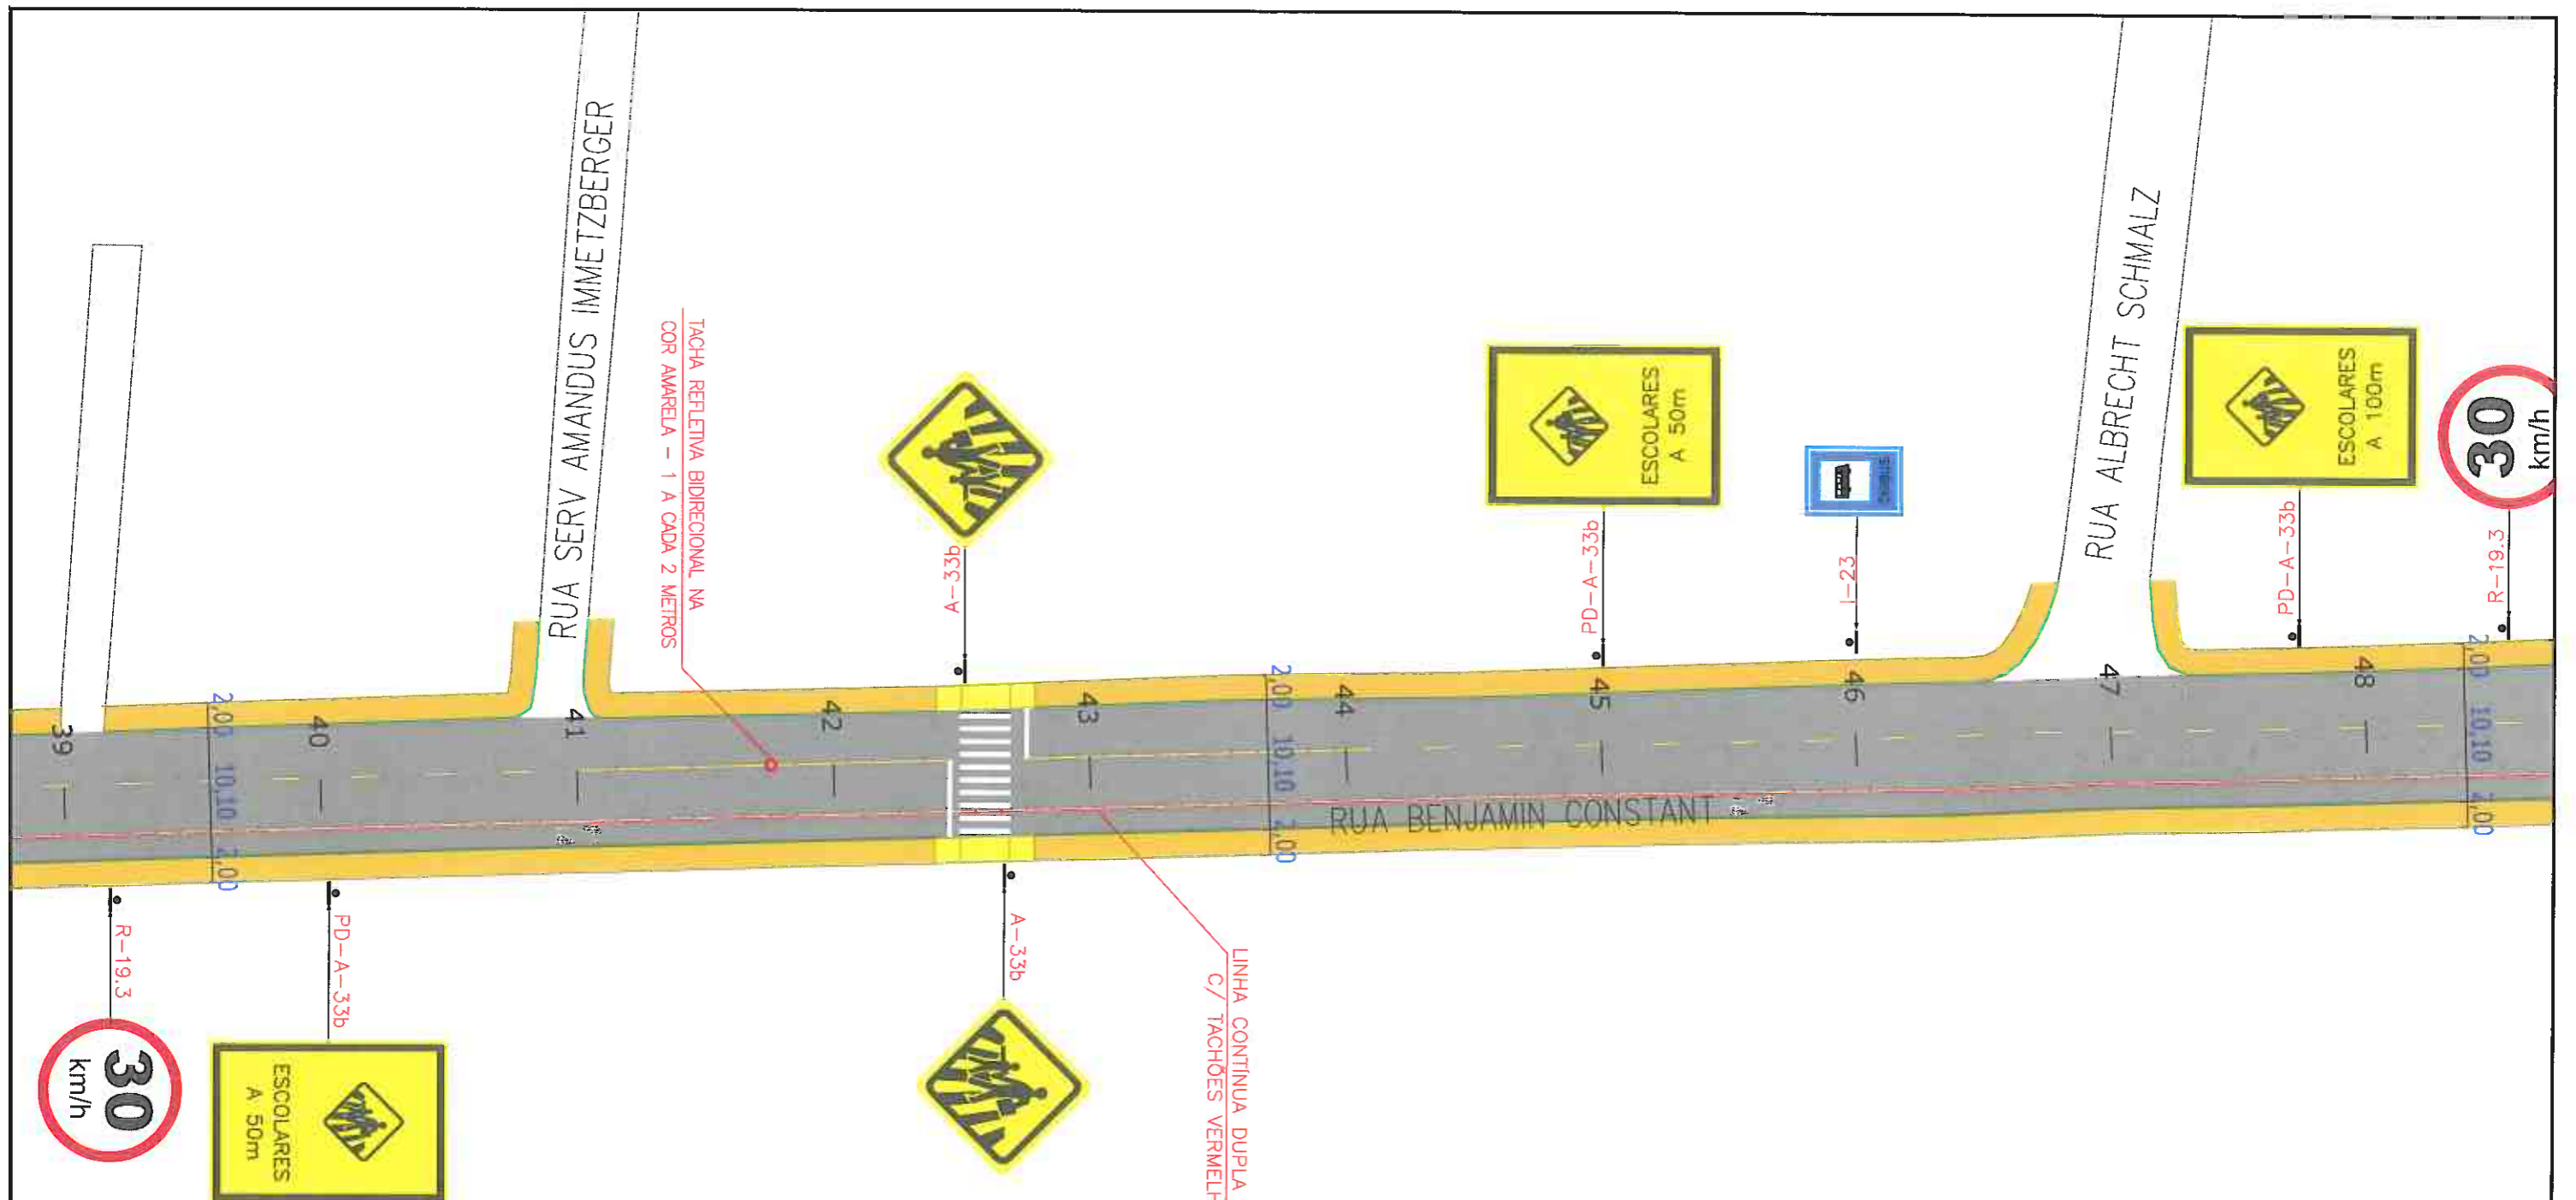 RUA SERV AMANDUS IMMETZBERGER
TACHA REFLETIVA BIDIRECIONAL NA
COR AMARELA - 1 A CADA 2 METROS
A-33b
ESCOLARES
A 50m
PD-A-33b
ÔNIBUS
I-23
RUA ALBRECHT SCHMALZ
ESCOLARES
A 100m
PD-A-33b
30
km/h
R-19.3
39
40
41
42
43
44
45
46
47
48
2,00
10,10
2,00
2,00
10,10
2,00
2,00
10,10
2,00
RUA BENJAMIN CONSTANT
R-19.3
30
km/h
PD-A-33b
ESCOLARES
A 50m
A-33b
LINHA CONTÍNUA DUPLA
C/ TACHÕES VERMELH